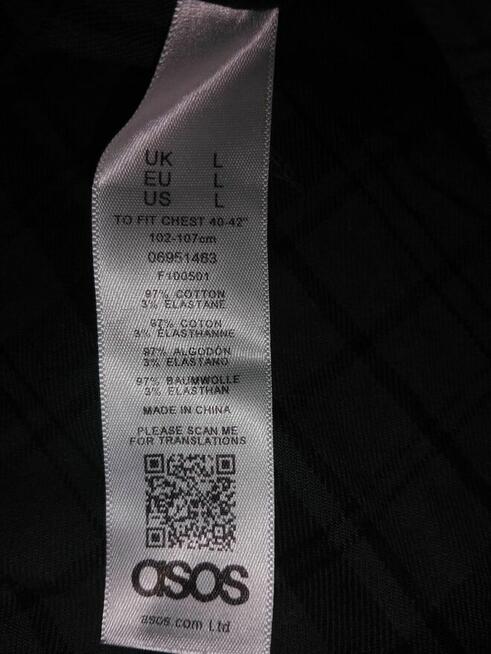 UK L
EU L
US L
TO FIT CHEST 40-42"
102-107cm
06951463
F100501
97% COTTON
3% ELASTANE
97% COTON
3% ELASTHANNE
97% ALGODÓN
3% ELASTANO
97% BAUMWOLLE
3% ELASTHAN
MADE IN CHINA
PLEASE SCAN ME
FOR TRANSLATIONS
asos
asos.com Ltd